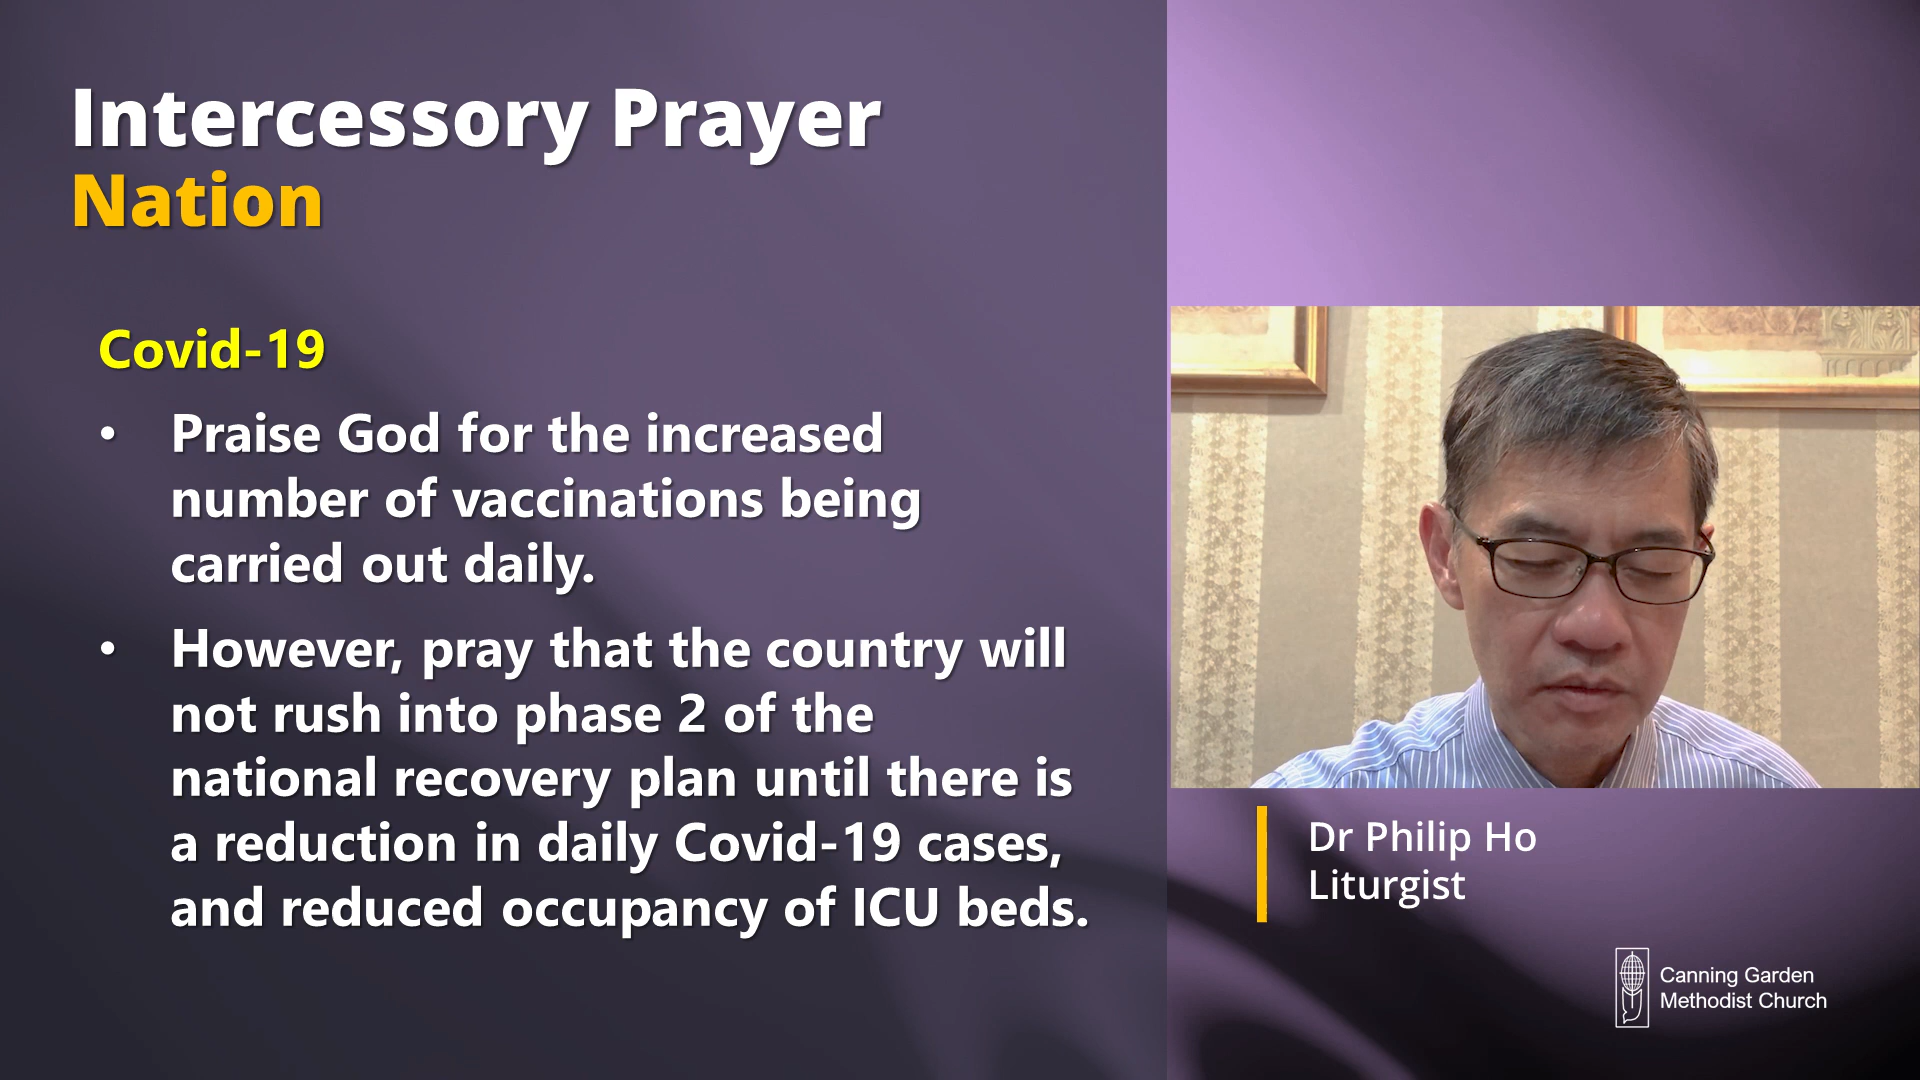 Intercessory Prayer
Nation
Covid-19
• Praise God for the increased
number of vaccinations being
carried out daily.
• However, pray that the country will
not rush into phase 2 of the
national recovery plan until there is
a reduction in daily Covid-19 cases,
and reduced occupancy of ICU beds.
Dr Philip Ho
Liturgist
Canning Garden
Methodist Church